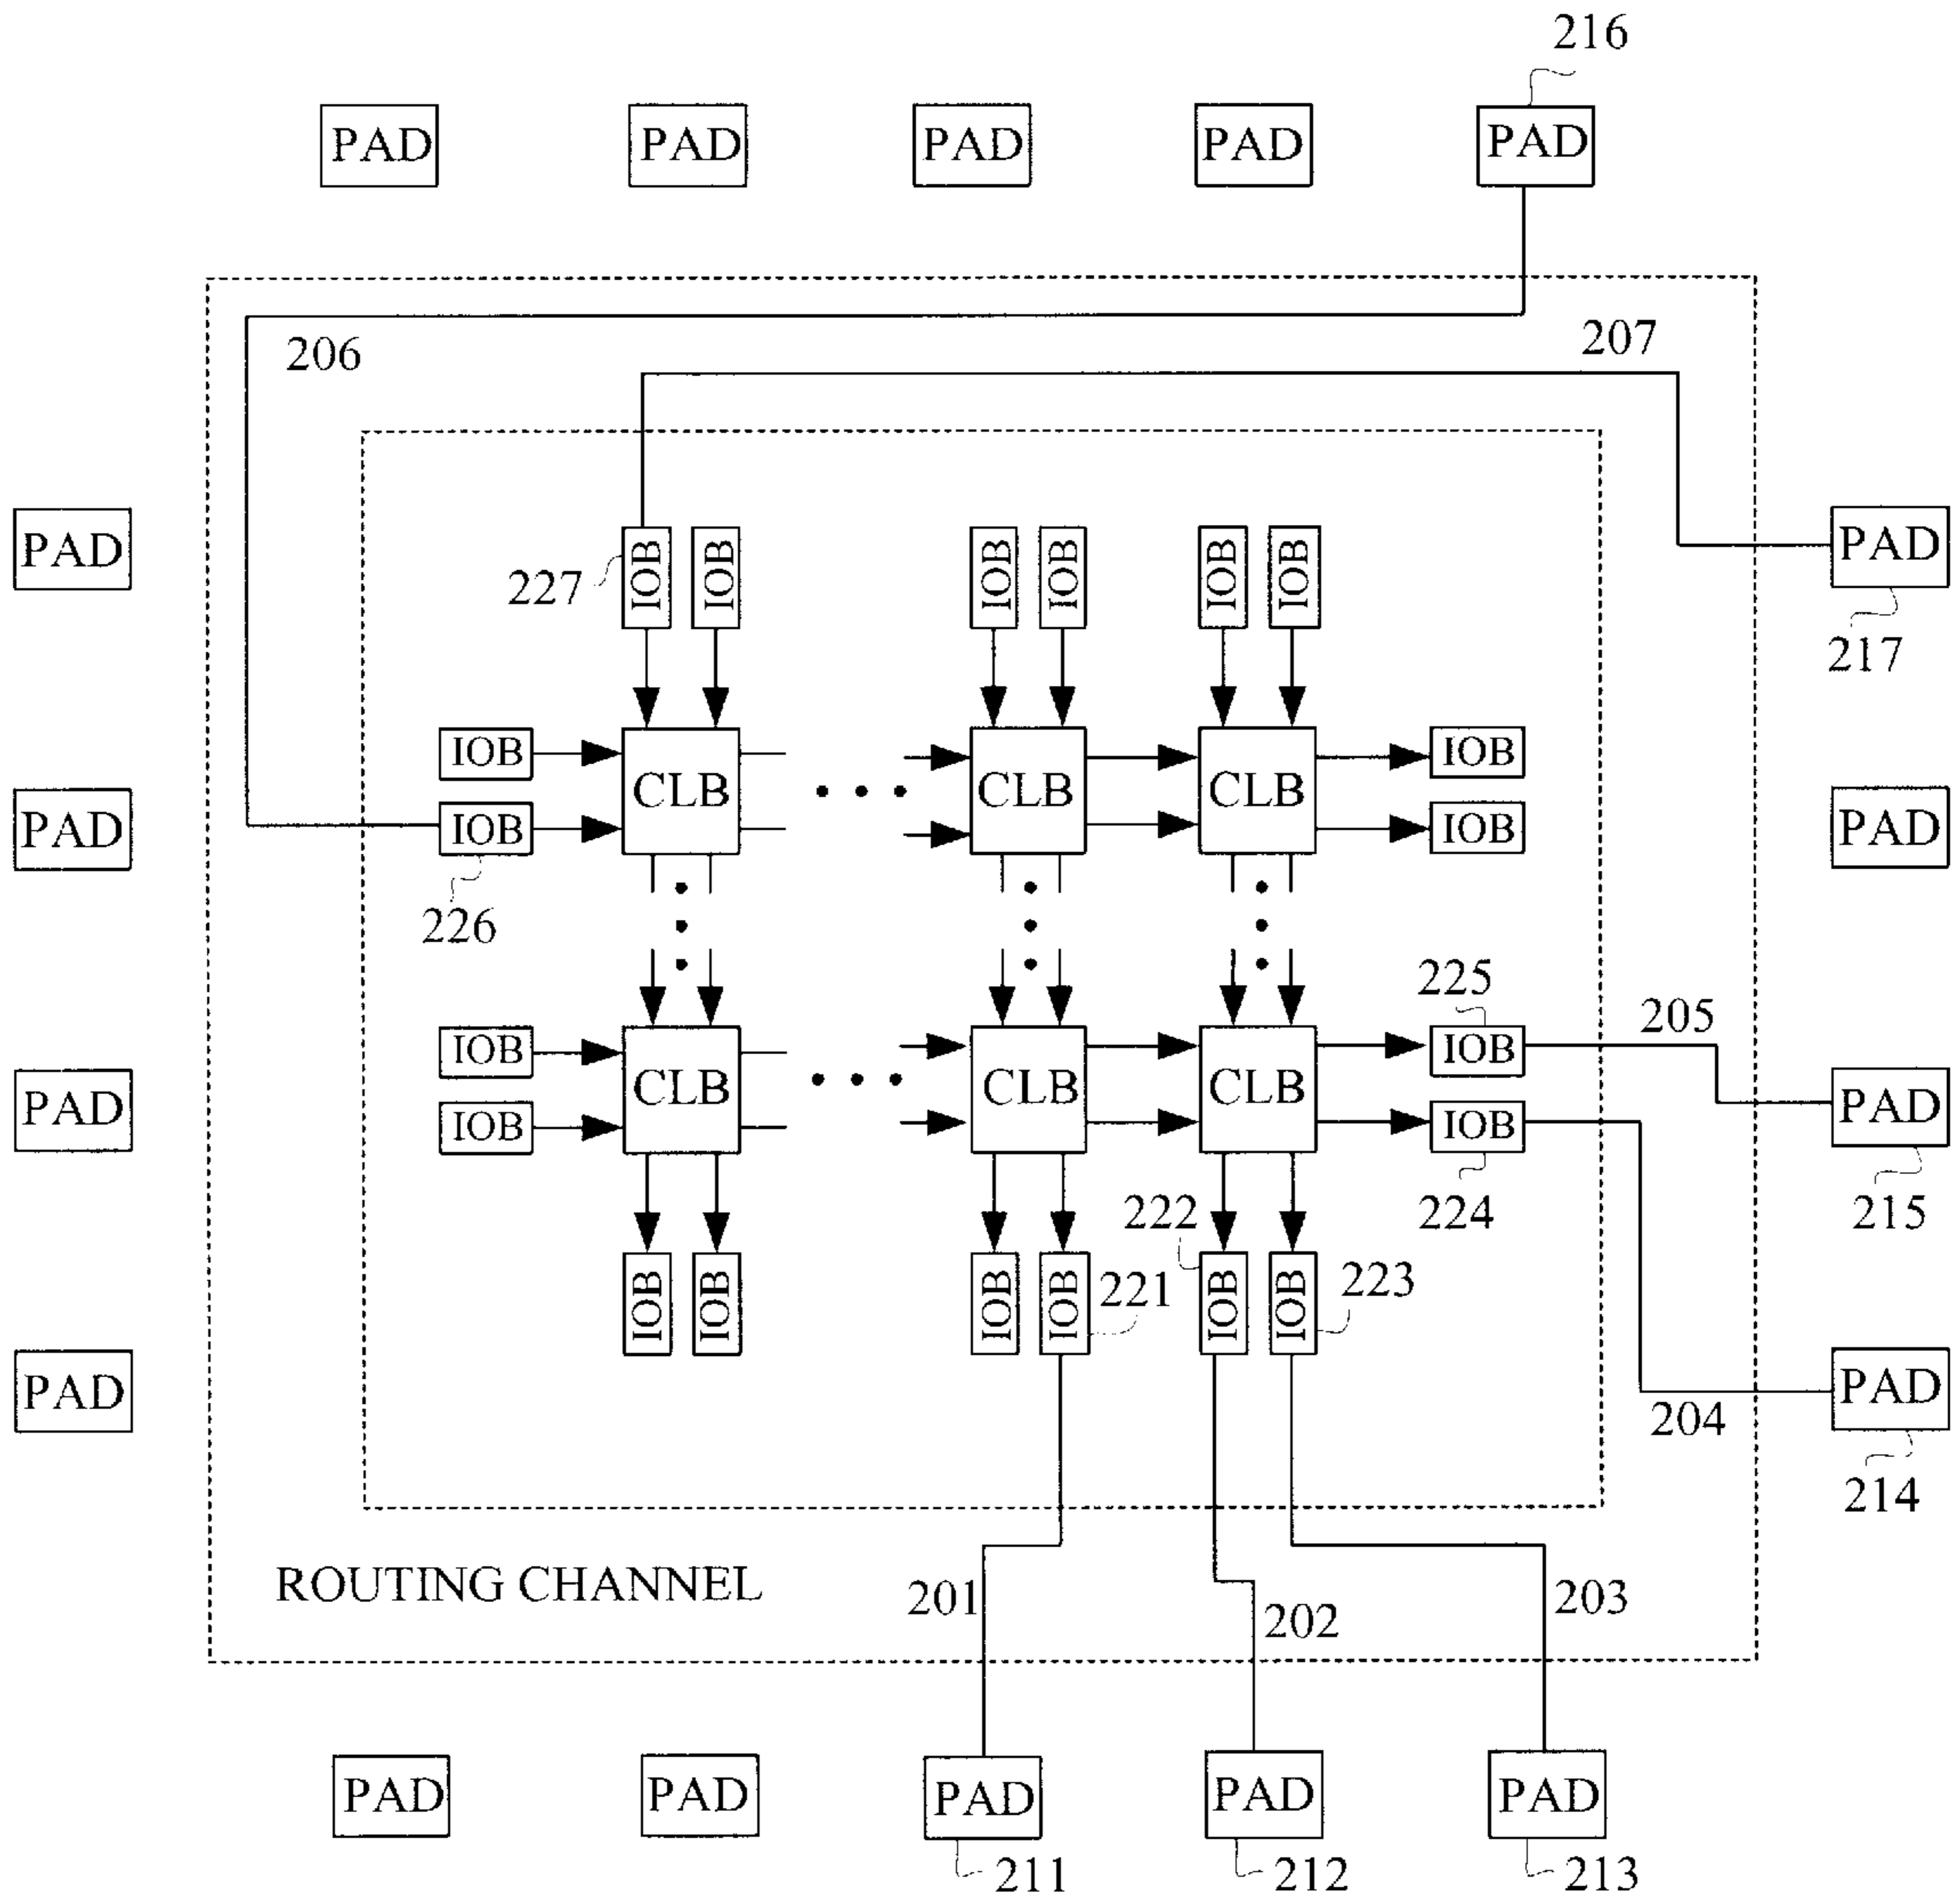 216
PAD PAD PAD PAD PAD
206 207
PAD IOB IOB IOB IOB IOB IOB PAD
227
217
IOB CLB CLB CLB IOB
PAD IOB IOB PAD
226
225
205
IOB IOB
PAD CLB CLB CLB PAD
IOB IOB
222 224 215
IOB IOB IOB IOB 221 IOB IOB 223
PAD PAD
204
214
ROUTING CHANNEL 201 202 203
PAD PAD PAD PAD PAD
211 212 213